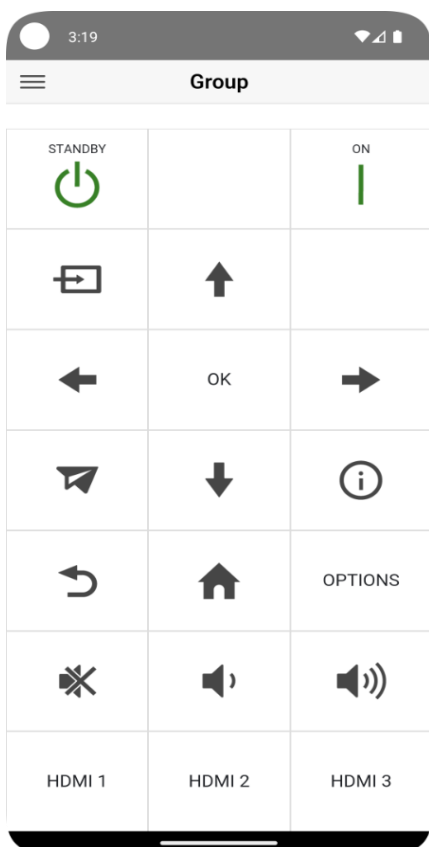 3:19
Group
STANDBY
ON
OK
OPTIONS
HDMI 1
HDMI 2
HDMI 3